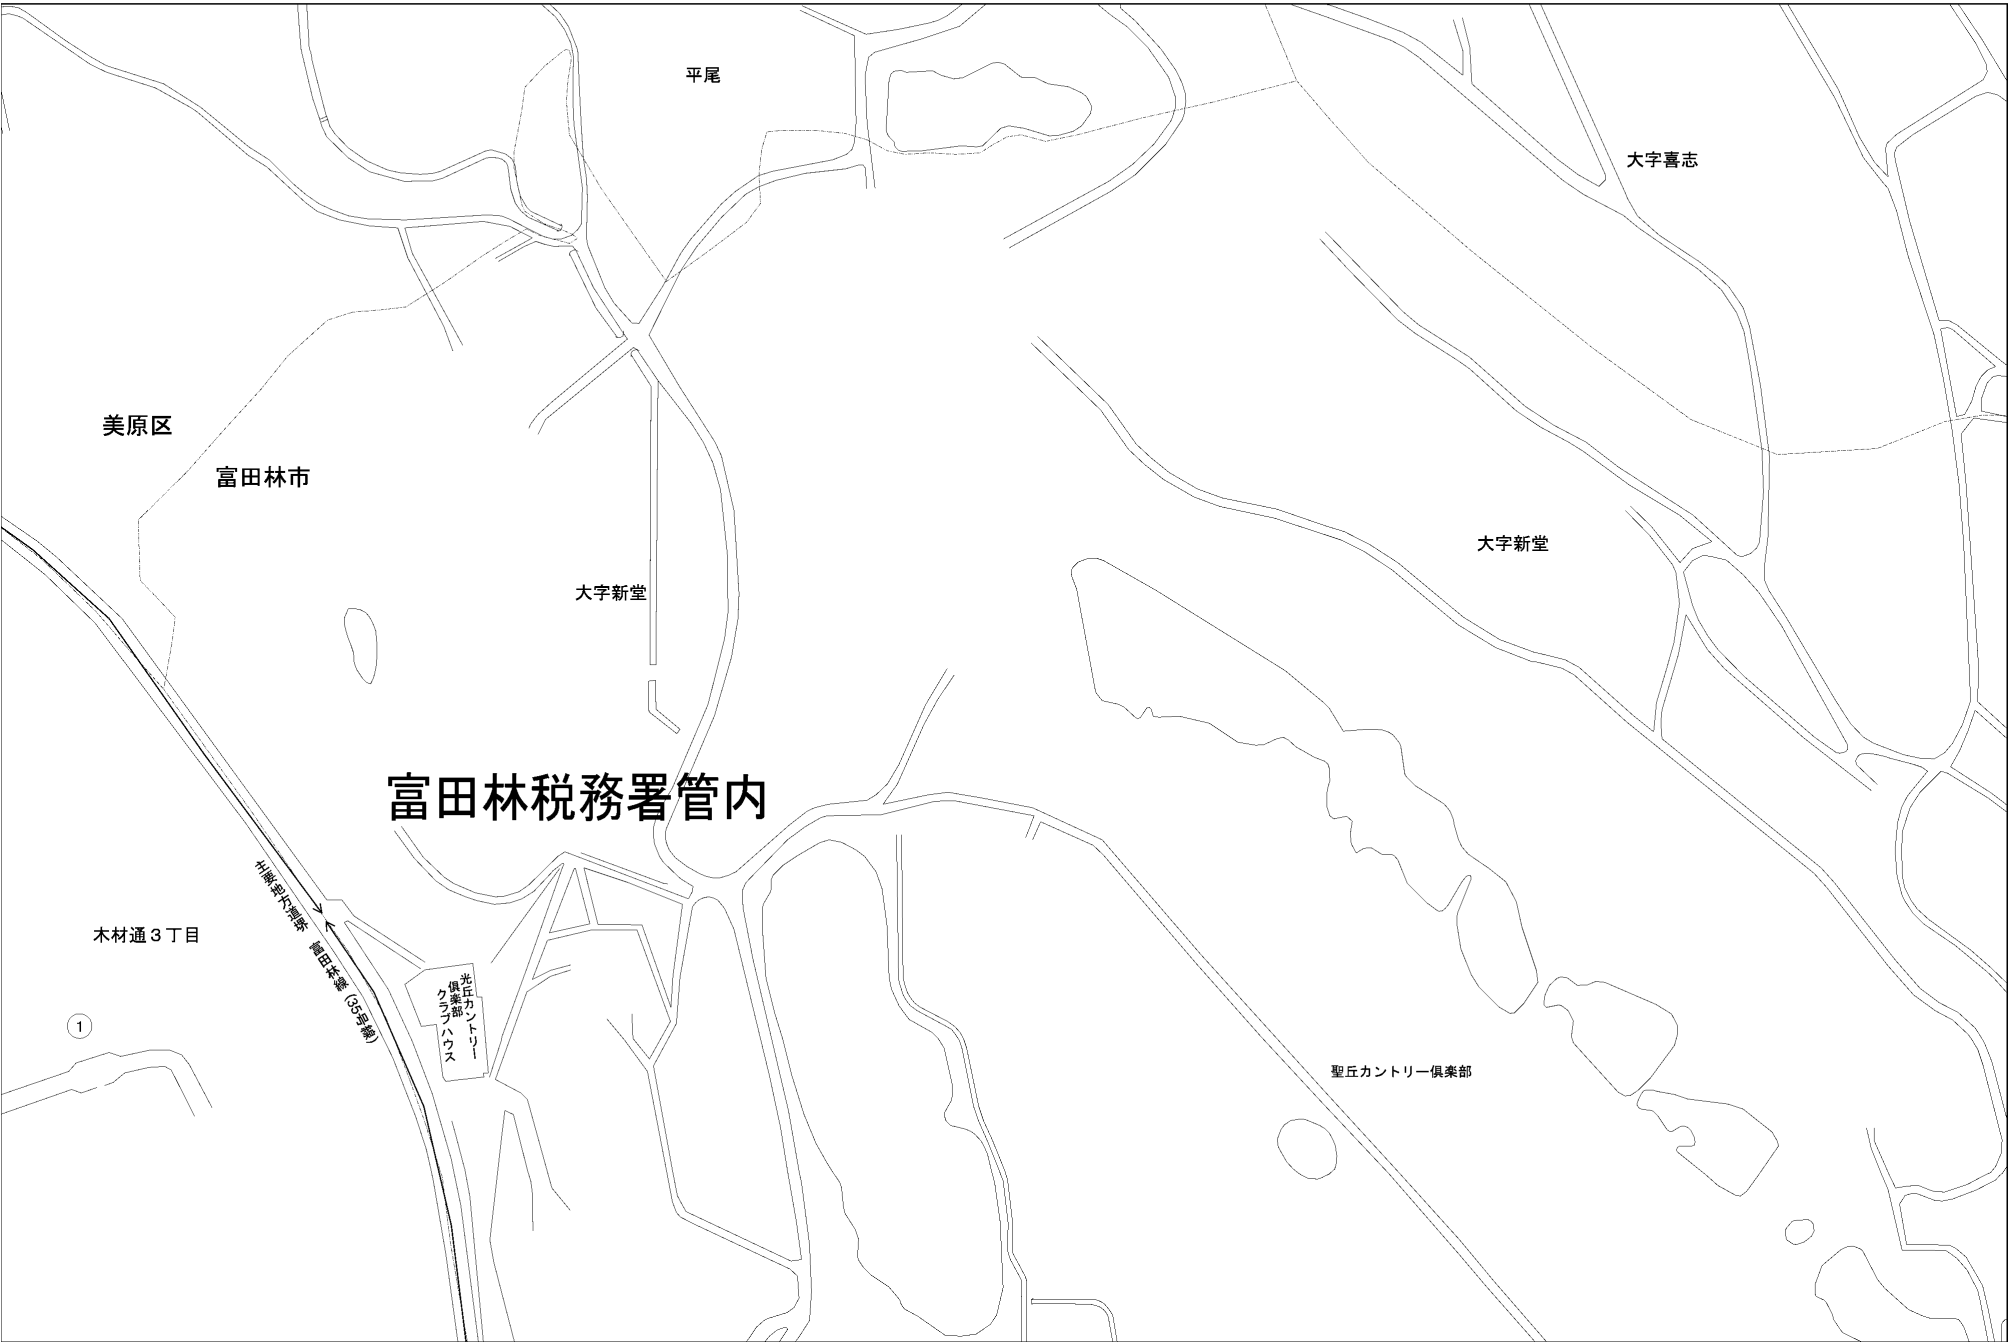 平尾
大字喜志
美原区
富田林市
大字新堂
大字新堂
富田林税務署管内
主要地方道堺　富田林線 (35号線)
木材通３丁目
光丘カントリー
倶楽部
クラブハウス
1
聖丘カントリー倶楽部